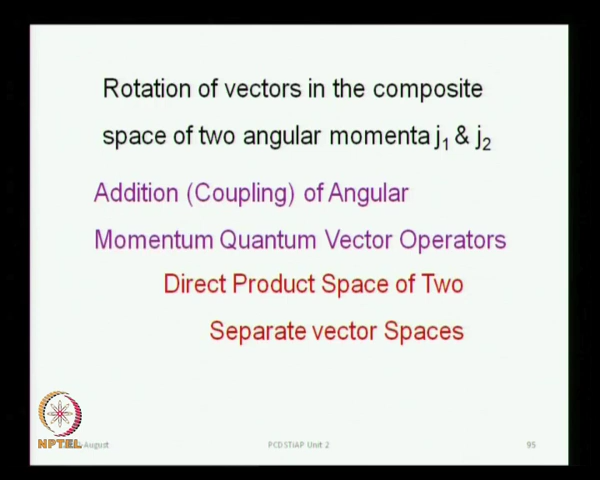 Rotation of vectors in the composite
space of two angular momenta j₁ & j₂
Addition (Coupling) of Angular
Momentum Quantum Vector Operators
Direct Product Space of Two
Separate vector Spaces
NPTEL August PCDSTiAP Unit 2 95